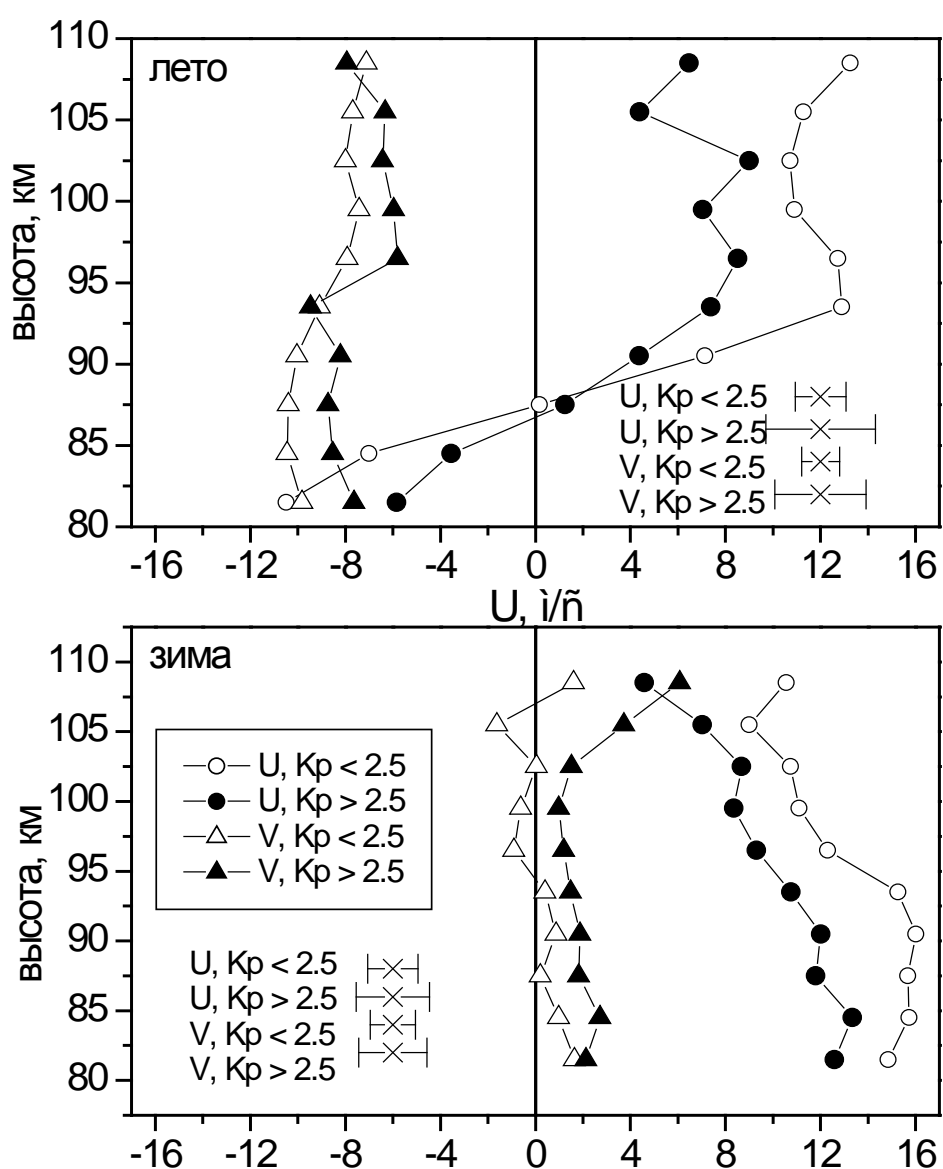 110
лето
105
100
95
90
85
80
высота, км
U, Kp < 2.5
U, Kp > 2.5
V, Kp < 2.5
V, Kp > 2.5
-16 -12 -8 -4 0 4 8 12 16
U, ì/ñ
110
зима
105
100
95
90
85
80
высота, км
U, Kp < 2.5
U, Kp > 2.5
V, Kp < 2.5
V, Kp > 2.5
U, Kp < 2.5
U, Kp > 2.5
V, Kp < 2.5
V, Kp > 2.5
-16 -12 -8 -4 0 4 8 12 16